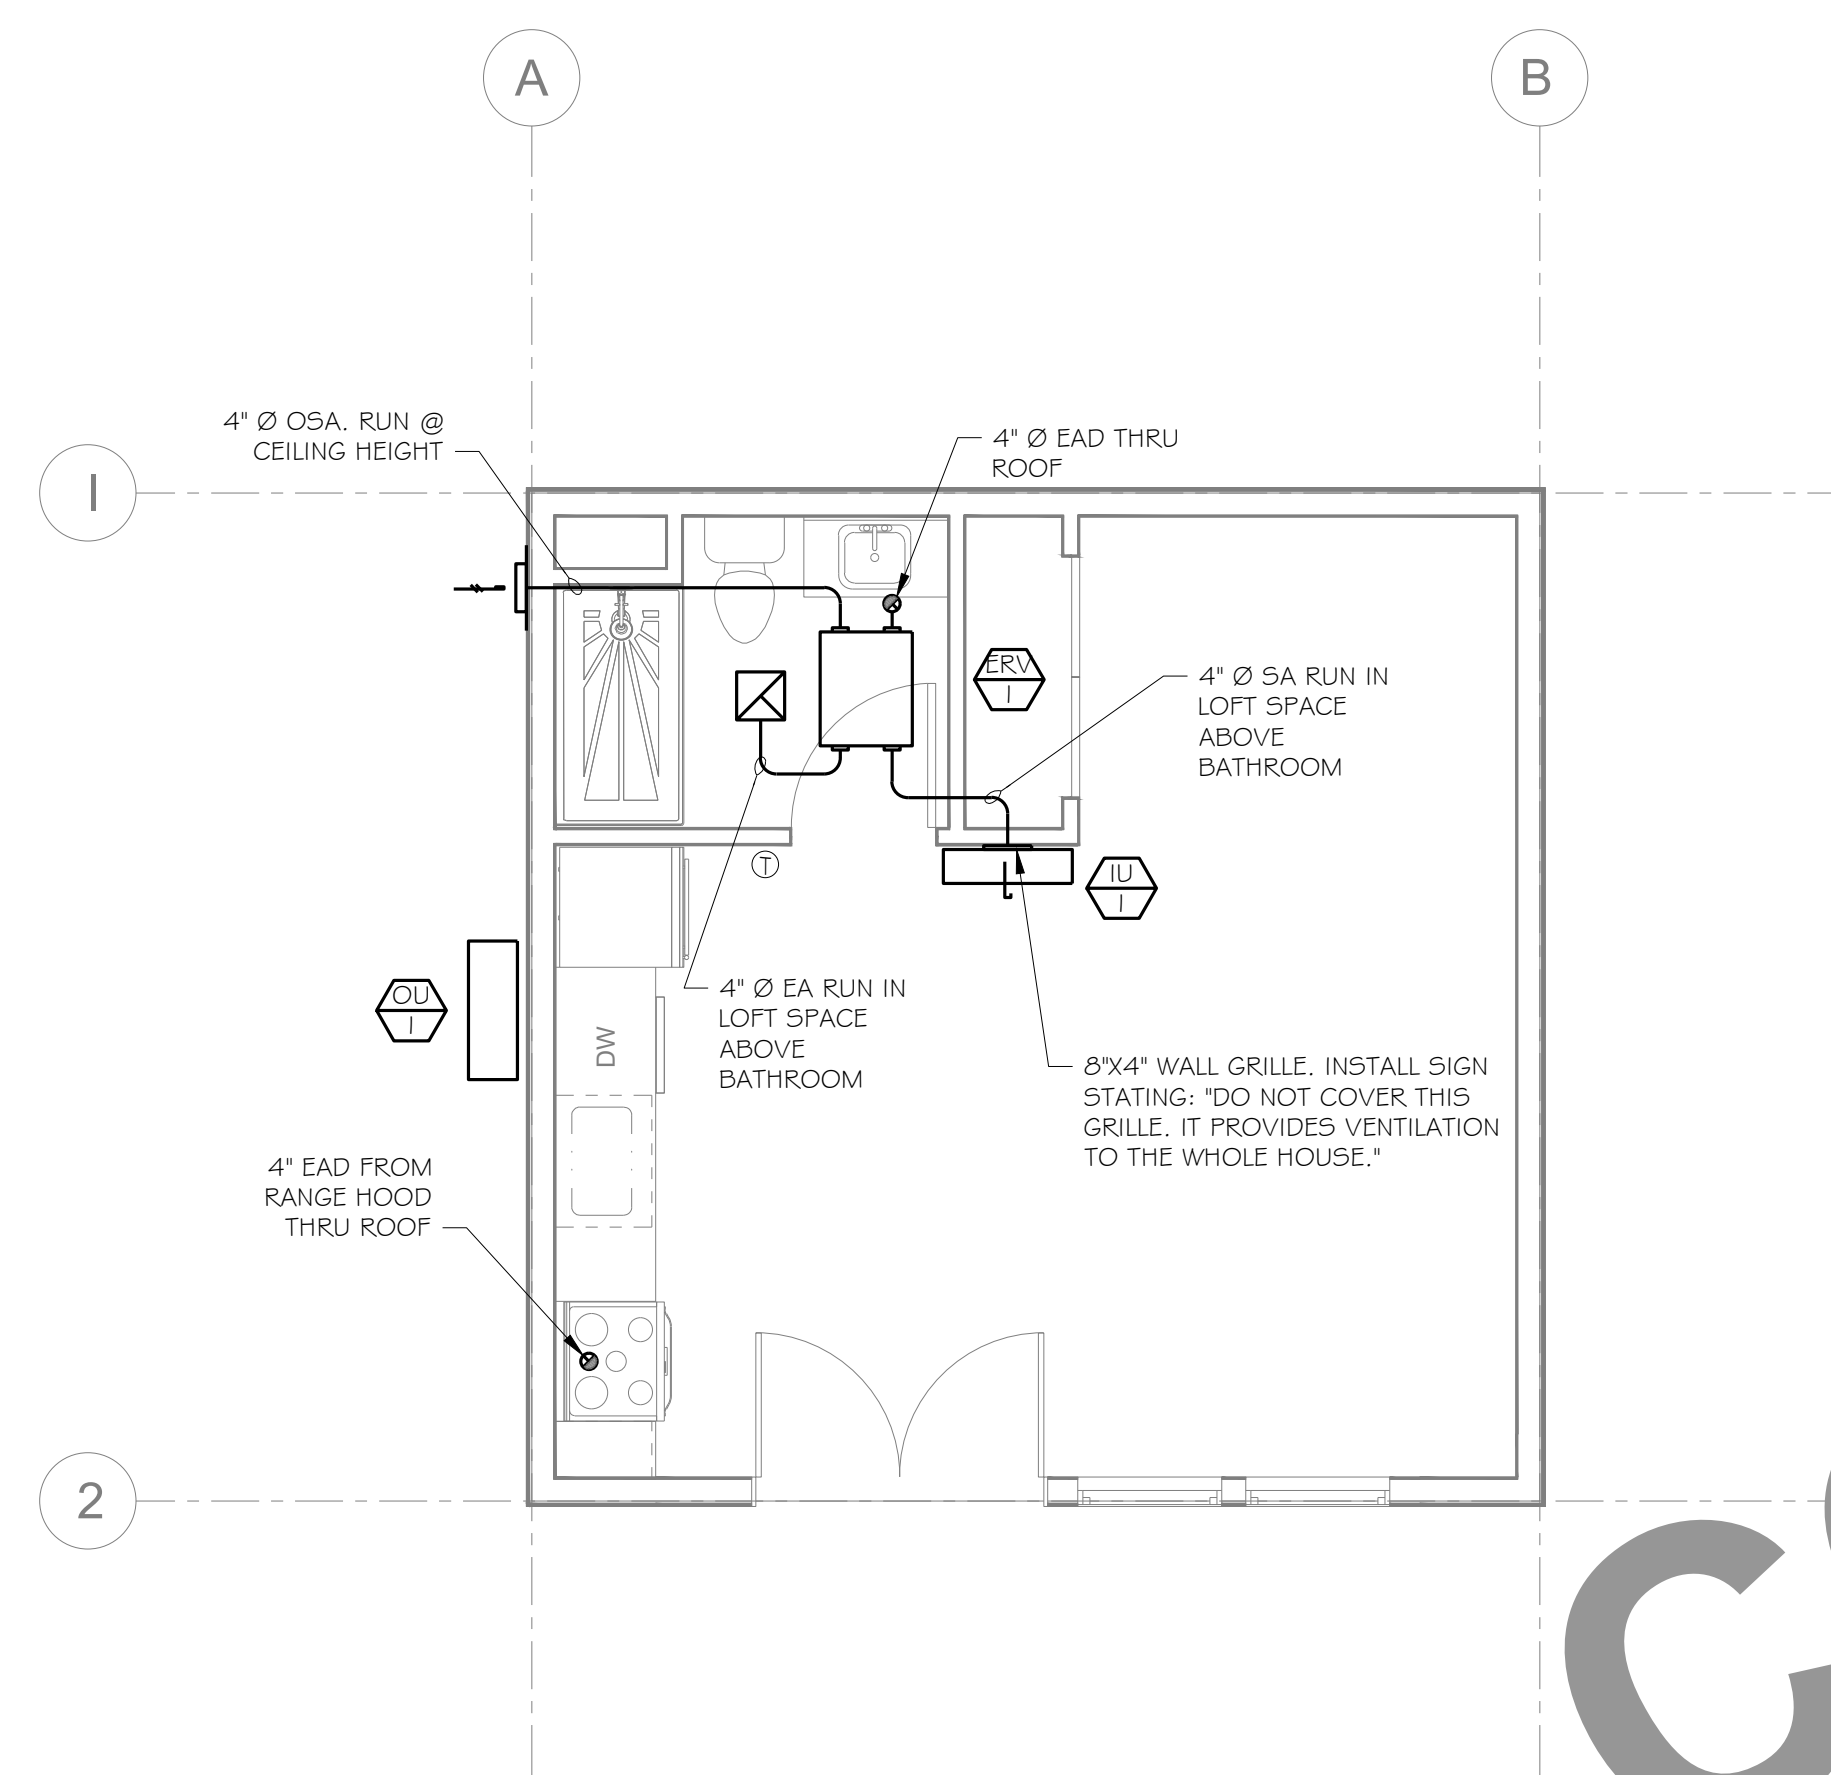 A
B
4" Ø OSA. RUN @
CEILING HEIGHT
4" Ø EAD THRU
ROOF
1
ERV
1
4" Ø SA RUN IN
LOFT SPACE
ABOVE
BATHROOM
T
IU
1
OU
1
4" Ø EA RUN IN
LOFT SPACE
ABOVE
BATHROOM
DW
8"X4" WALL GRILLE. INSTALL SIGN
STATING: "DO NOT COVER THIS
GRILLE. IT PROVIDES VENTILATION
TO THE WHOLE HOUSE."
4" EAD FROM
RANGE HOOD
THRU ROOF
2